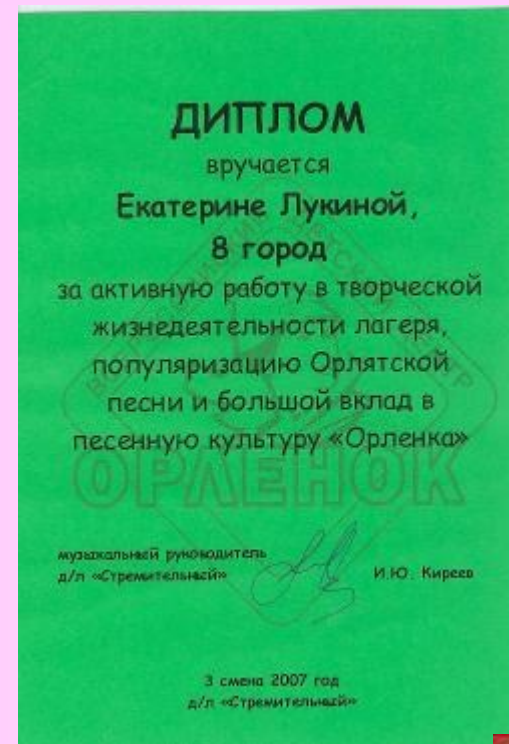 ДИПЛОМ
вручается
Екатерине Лукиной,
8 город
за активную работу в творческой
жизнедеятельности лагеря,
популяризацию Орлятской
песни и большой вклад в
песенную культуру «Орленка»
ОРЛЕНОК
музыкальный руководитель
д/л «Стремительный» И.Ю. Киреев
3 смена 2007 год
д/л «Стремительный»